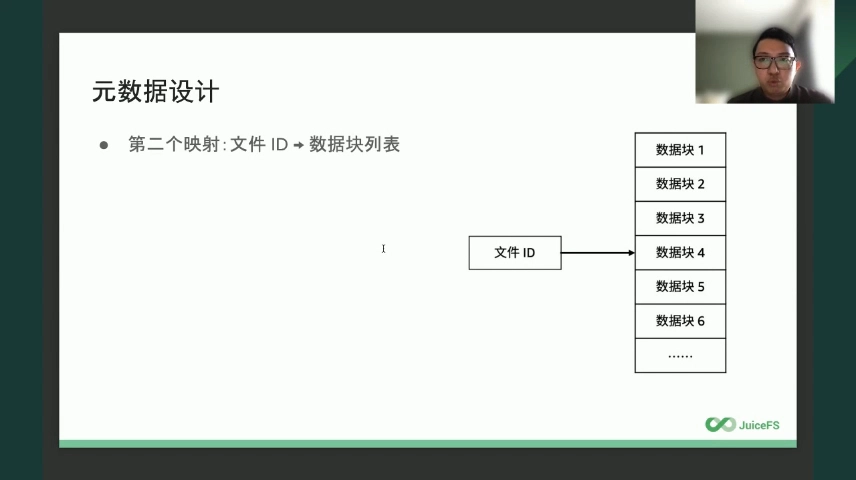 元数据设计
● 第二个映射：文件 ID → 数据块列表
文件 ID
数据块 1
数据块 2
数据块 3
数据块 4
数据块 5
数据块 6
……
JuiceFS